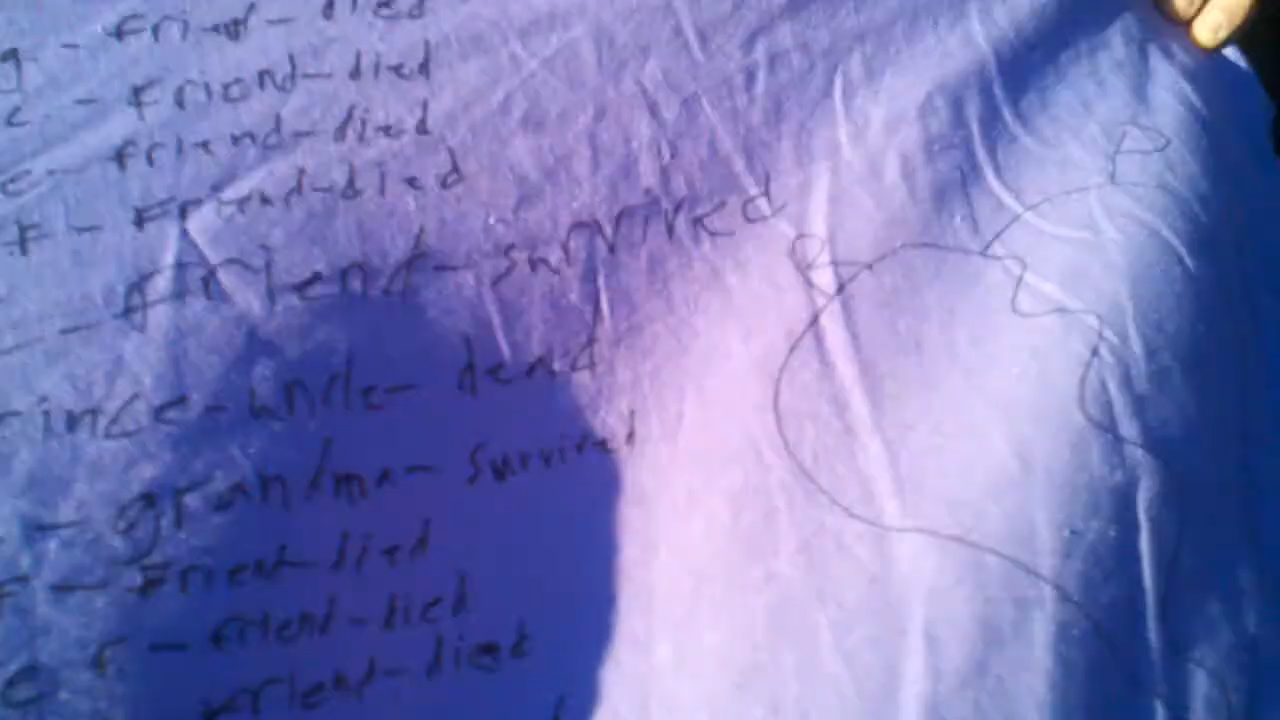 g - friend - died
c - Friend - died
e - friend - died
F - Friend - died
- friend - survived
rince - uncle - dead
- grandma - survived
r - Friend - died
e r - friend - died
friend - died
P